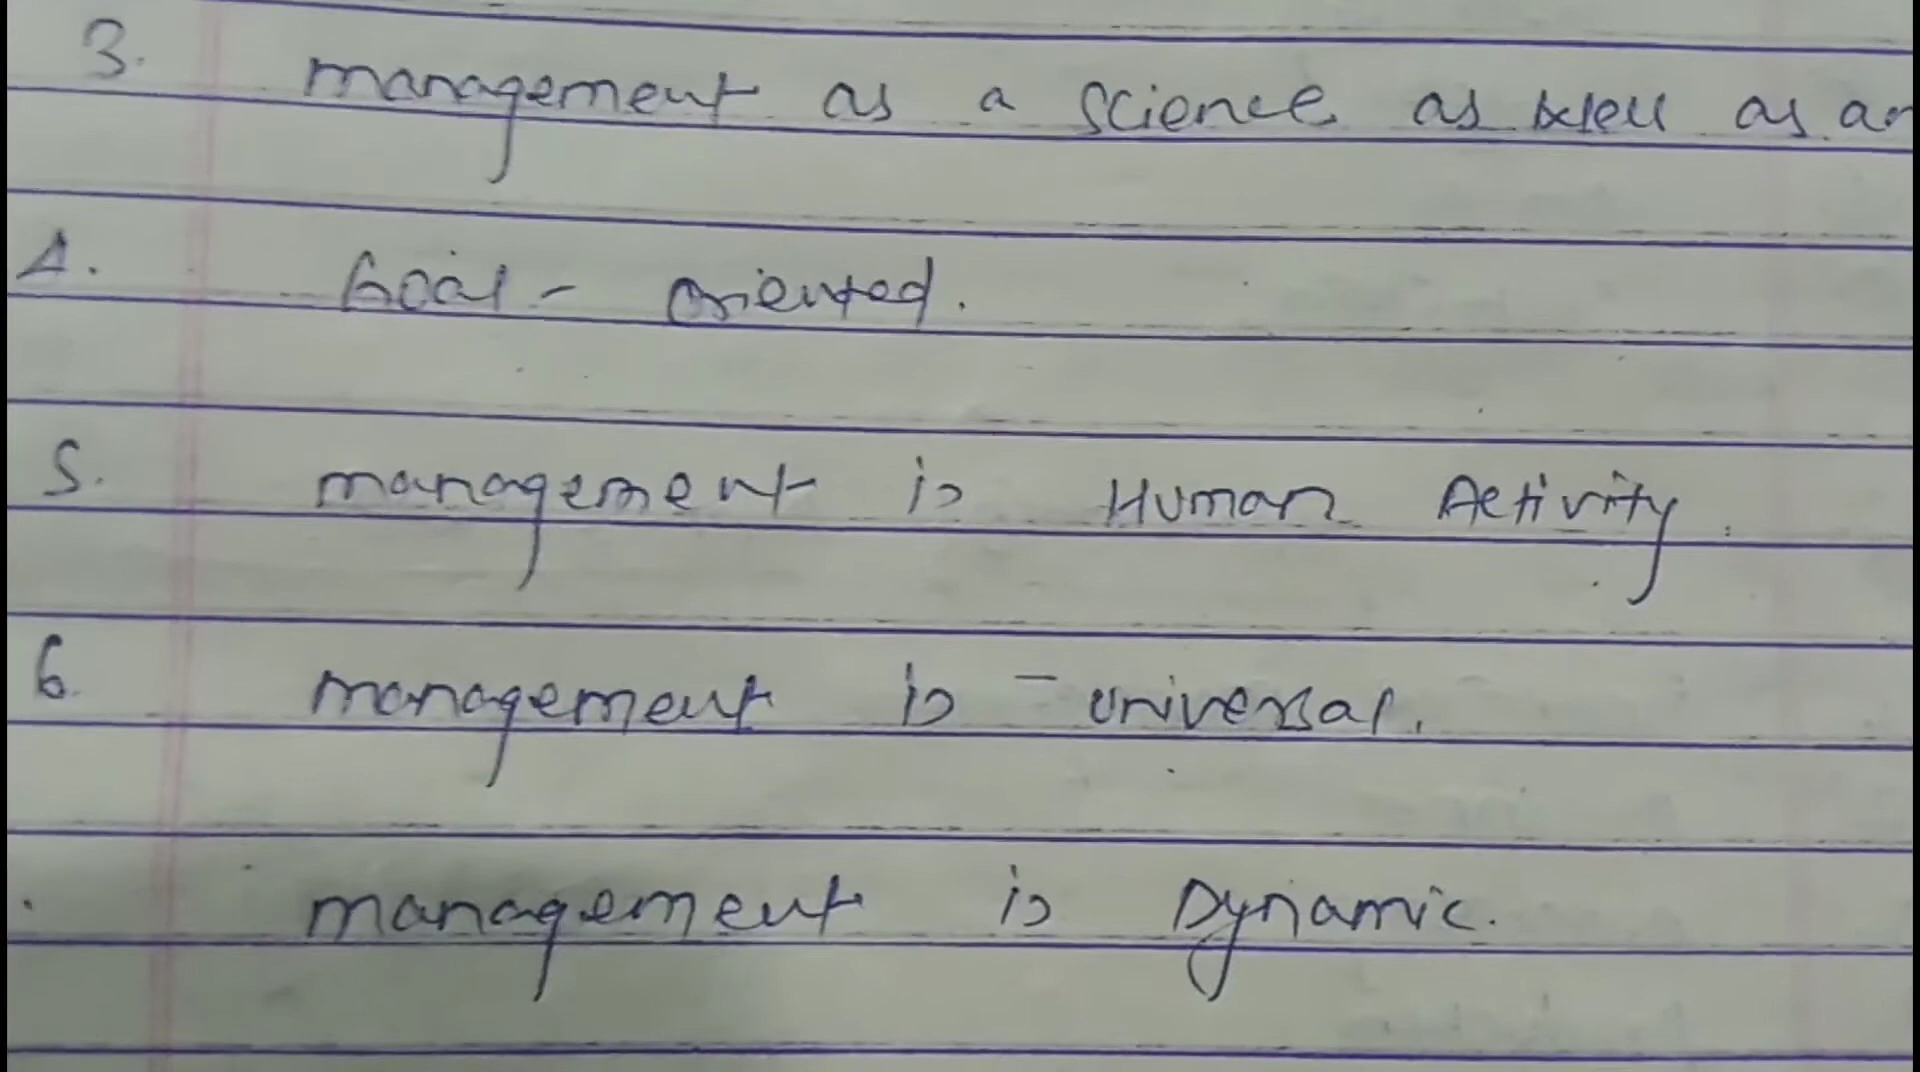 3. management as a science as well as an
4. Goal - oriented.
5. management is Human Activity.
6 management is - universal.
. management is Dynamic.